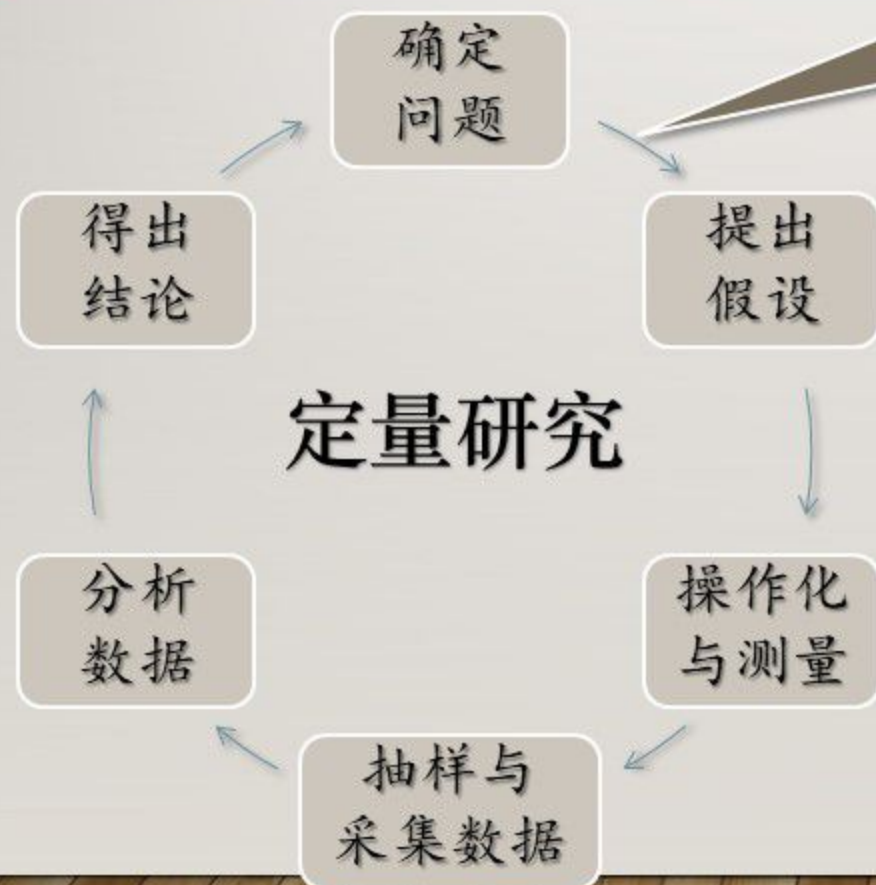 确定
问题
提出
假设
操作化
与测量
抽样与
采集数据
分析
数据
得出
结论
定量研究